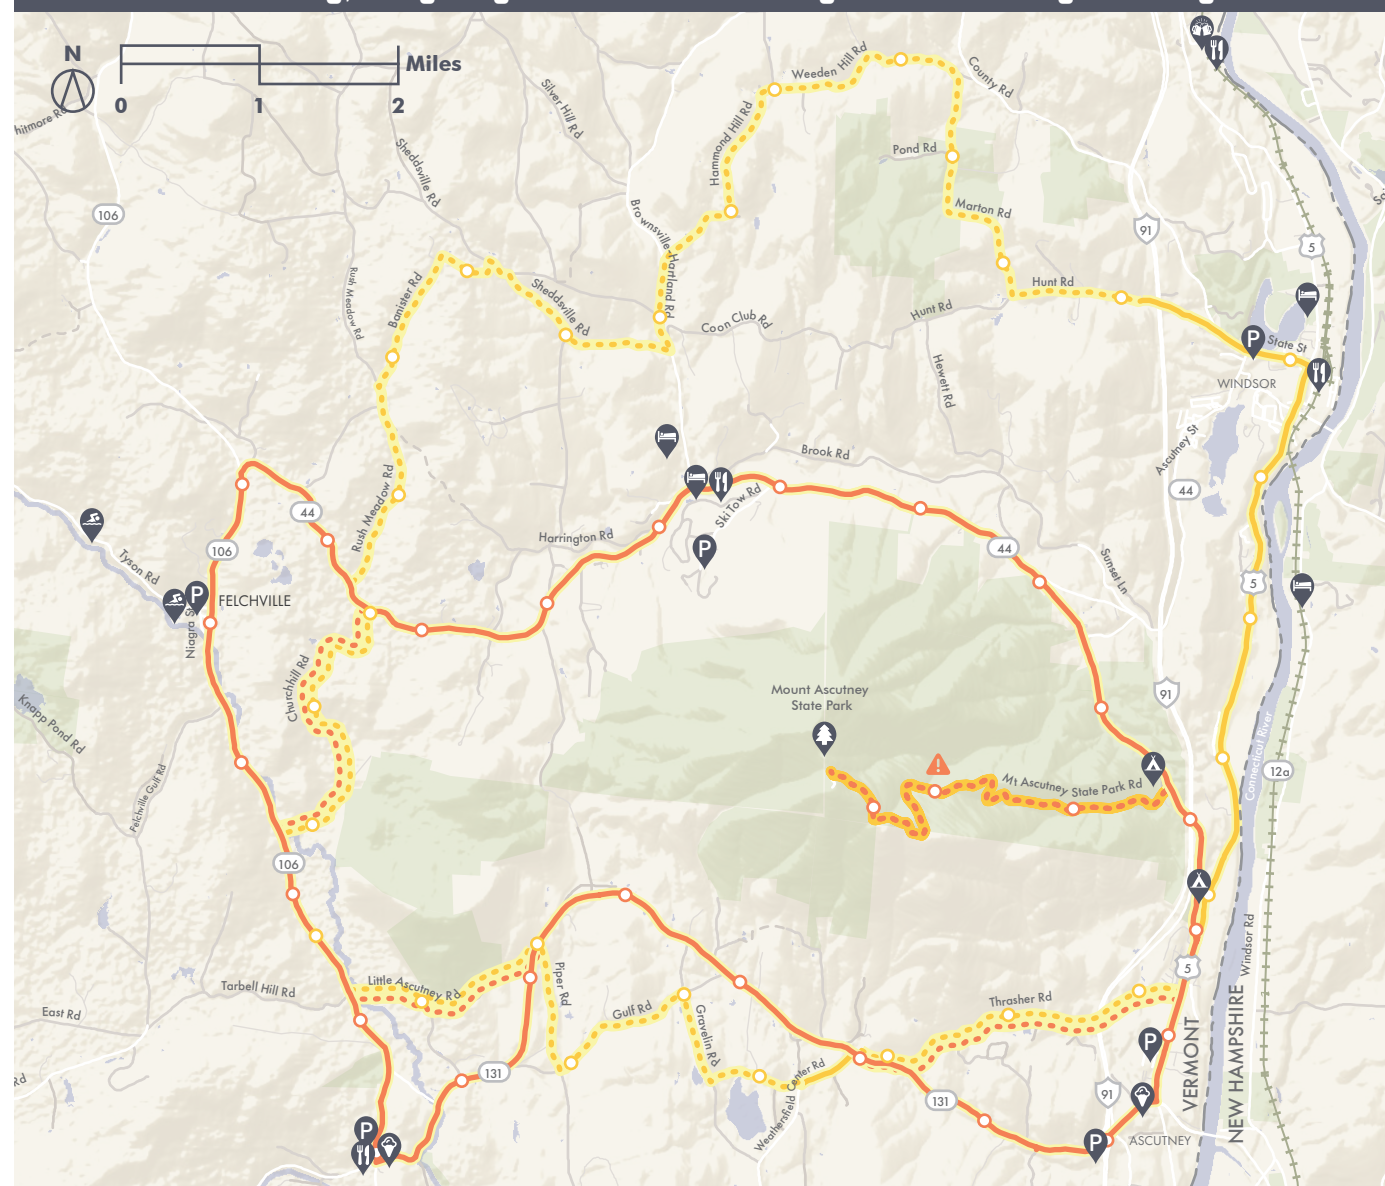 N
Miles
0 1 2
hitmore Rd
Silver Hill Rd
Sheddsville Rd
Weeden Hill Rd
County Rd
Hammond Hill Rd
Pond Rd
Marton Rd
106
91
5
Brownsville-Hartland Rd
Rush Meadow Rd
Banister Rd
Sheddsville Rd
Coon Club Rd
Hunt Rd
Hunt Rd
P
State St
WINDSOR
Hewett Rd
Ascutney St
Brook Rd
44
Rush Meadow Rd
Ski Tow Rd
44
106
Harrington Rd
P
44
Sunset Ln
Tyson Rd
P
FELCHVILLE
Niagra St
5
Churchhill Rd
Mount Ascutney
State Park
91
Knapp Pond Rd
Felchville Gulf Rd
Connecticut River
12a
Mt Ascutney State Park Rd
106
Windsor Rd
Tarbell Hill Rd
Little Ascutney Rd
Piper Rd
5
East Rd
Gulf Rd
Gravelin Rd
Thrasher Rd
P
VERMONT
NEW HAMPSHIRE
Rd
131
Weathersfield Center Rd
131
91
P
P
ASCUTNEY